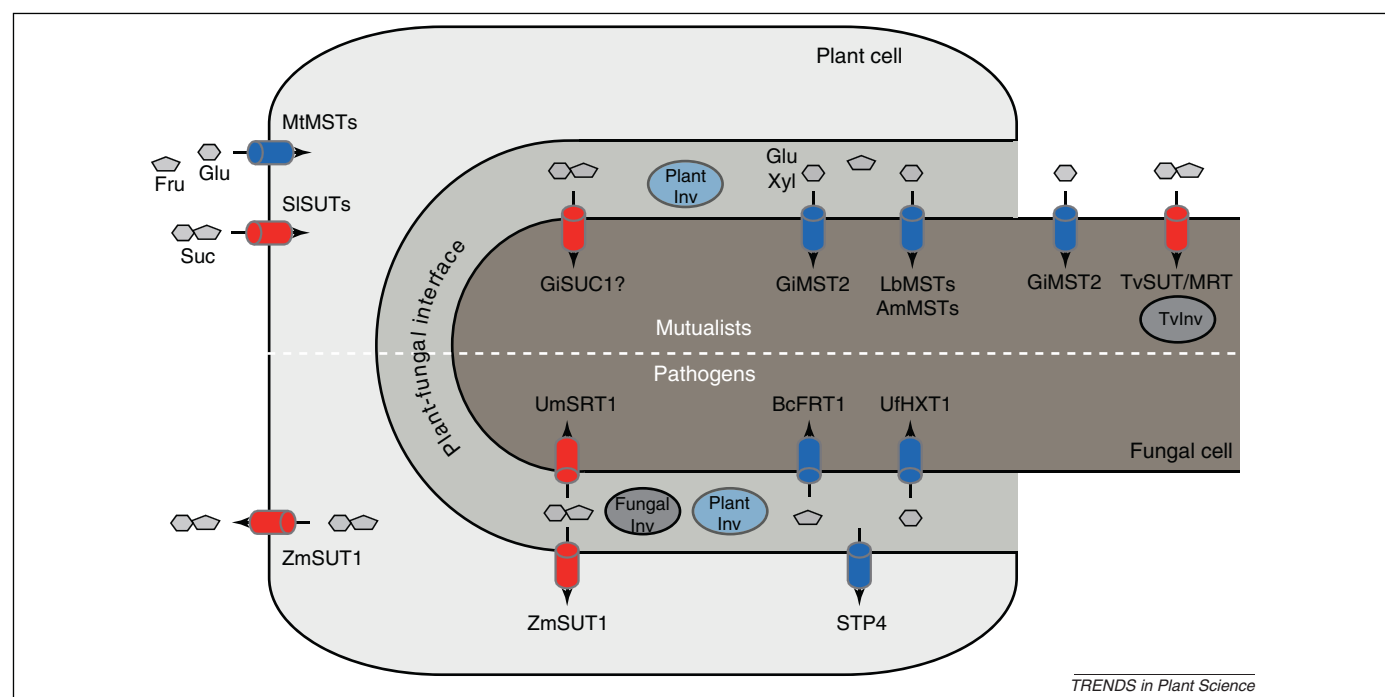 Plant cell
MtMSTs
Fru
Glu
SlSUTs
Suc
Plant-fungal interface
Plant
Inv
Glu
Xyl
GiSUC1?
GiMST2
LbMSTs
AmMSTs
GiMST2
TvSUT/MRT
TvInv
Mutualists
Pathogens
UmSRT1
BcFRT1
UfHXT1
Fungal cell
Fungal
Inv
Plant
Inv
ZmSUT1
ZmSUT1
STP4
TRENDS in Plant Science